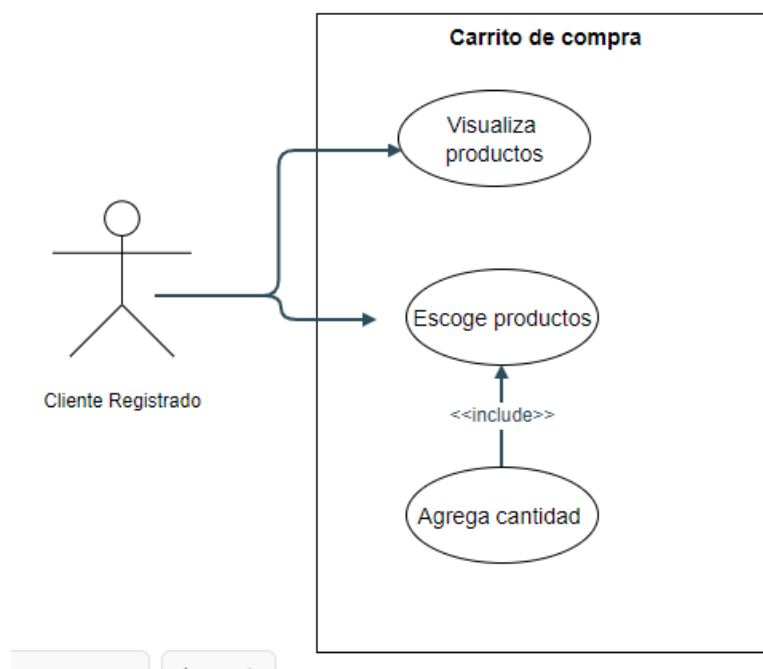 Carrito de compra
Visualiza
productos
Escoge productos
Cliente Registrado
<<include>>
Agrega cantidad